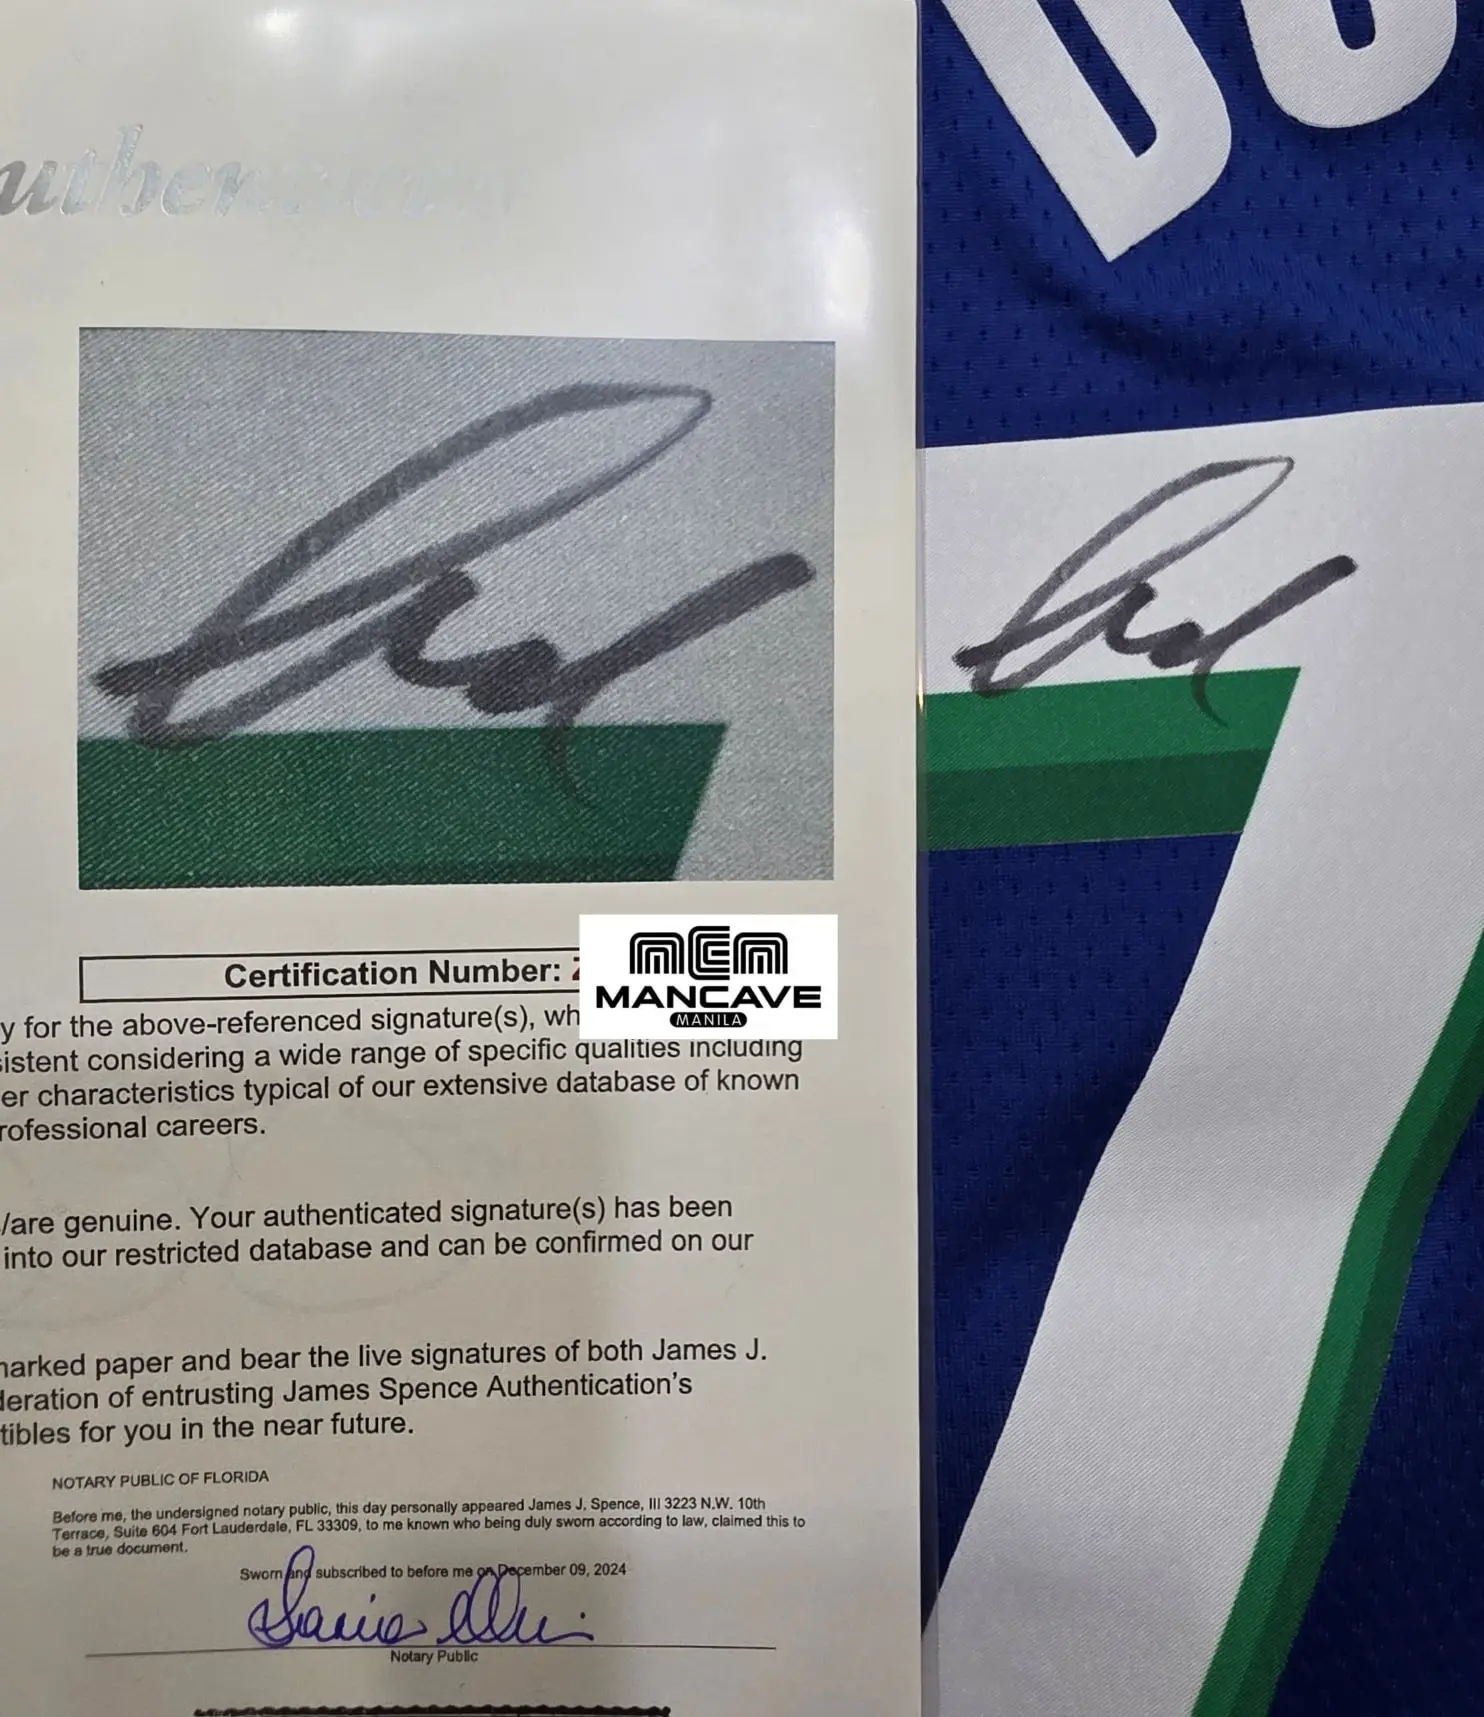 uthen
DO
Certification Number:
MCM
MANCAVE
MANILA
y for the above-referenced signature(s), wh
sistent considering a wide range of specific qualities including
er characteristics typical of our extensive database of known
rofessional careers.
/are genuine. Your authenticated signature(s) has been
into our restricted database and can be confirmed on our
marked paper and bear the live signatures of both James J.
deration of entrusting James Spence Authentication's
tibles for you in the near future.
NOTARY PUBLIC OF FLORIDA
Before me, the undersigned notary public, this day personally appeared James J. Spence, III 3223 N.W. 10th
Terrace, Suite 604 Fort Lauderdale, FL 33309, to me known who being duly sworn according to law, claimed this to
be a true document.
Sworn and subscribed to before me on December 09, 2024
Notary Public
7